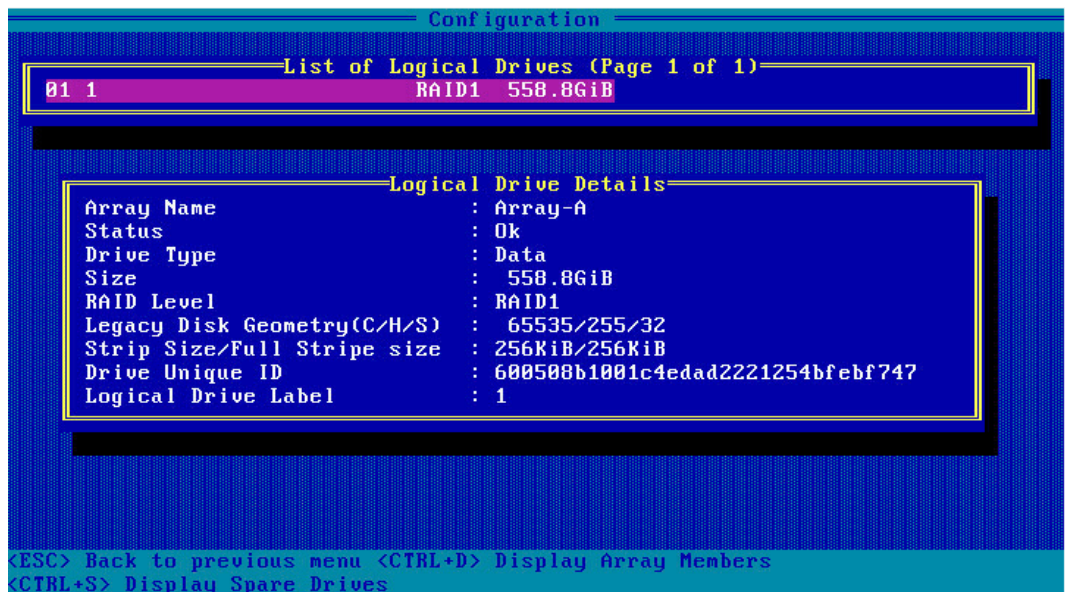 Configuration
List of Logical Drives (Page 1 of 1)
01 1 RAID1 558.8GiB
Logical Drive Details
Array Name : Array-A
Status : Ok
Drive Type : Data
Size : 558.8GiB
RAID Level : RAID1
Legacy Disk Geometry(C/H/S) : 65535/255/32
Strip Size/Full Stripe size : 256KiB/256KiB
Drive Unique ID : 600508b1001c4edad2221254bfebf747
Logical Drive Label : 1
<ESC> Back to previous menu <CTRL+D> Display Array Members
<CTRL+S> Display Spare Drives